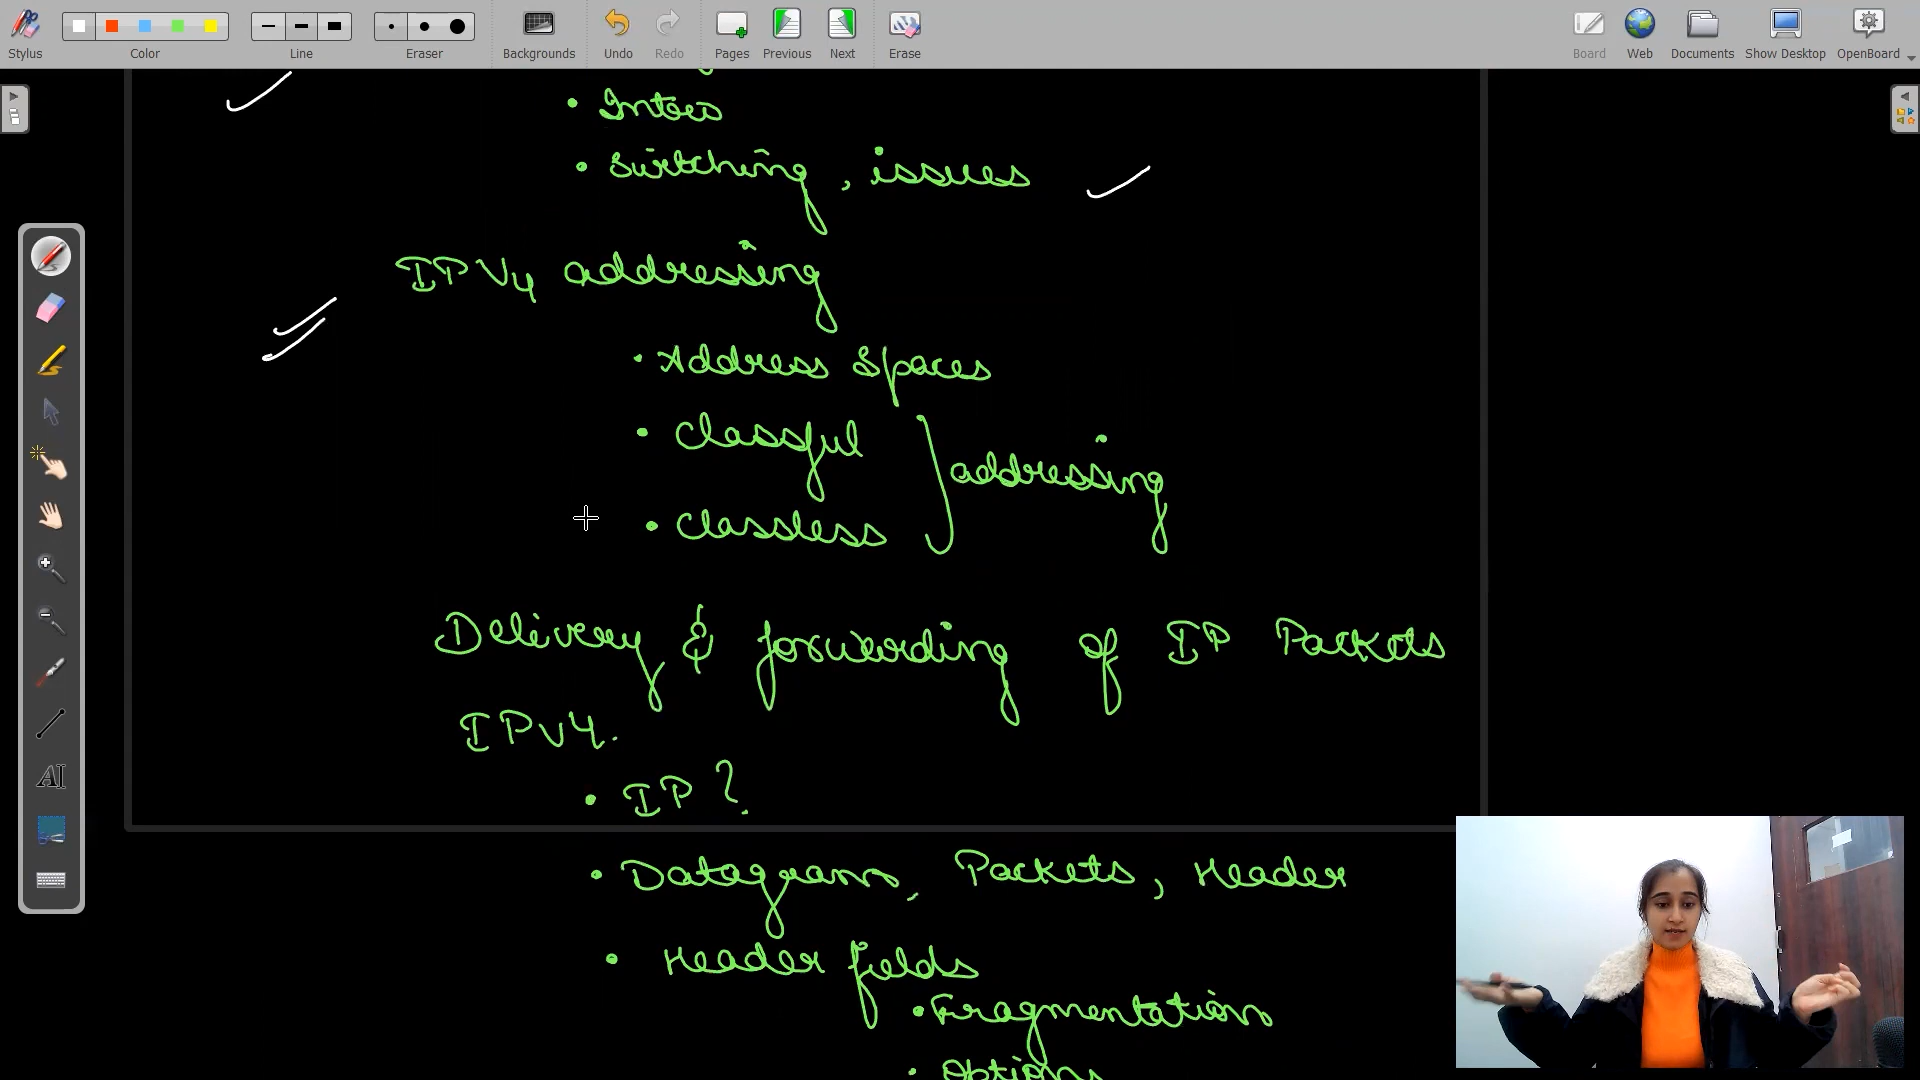 Stylus Color Line Eraser Backgrounds Undo Redo Pages Previous Next Erase Board Web Documents Show Desktop OpenBoard
• Intro
• Switching, issues
IPV4 addressing
• Address Spaces
• Classful
addressing
• Classless
Delivery & forwarding of IP Packets
IPv4.
• IP?
• Datagrams, Packets, Header
• Header fields
• Fragmentation
• Options